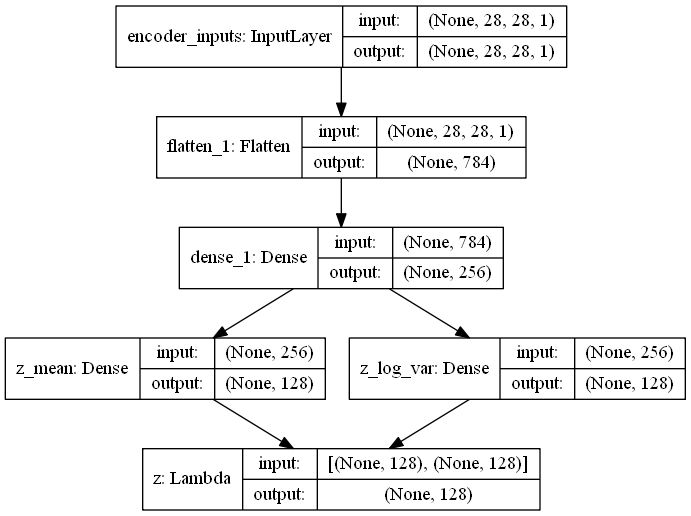 encoder_inputs: InputLayer
input:
(None, 28, 28, 1)
output:
(None, 28, 28, 1)
flatten_1: Flatten
input:
(None, 28, 28, 1)
output:
(None, 784)
dense_1: Dense
input:
(None, 784)
output:
(None, 256)
z_mean: Dense
input:
(None, 256)
output:
(None, 128)
z_log_var: Dense
input:
(None, 256)
output:
(None, 128)
z: Lambda
input:
[(None, 128), (None, 128)]
output:
(None, 128)